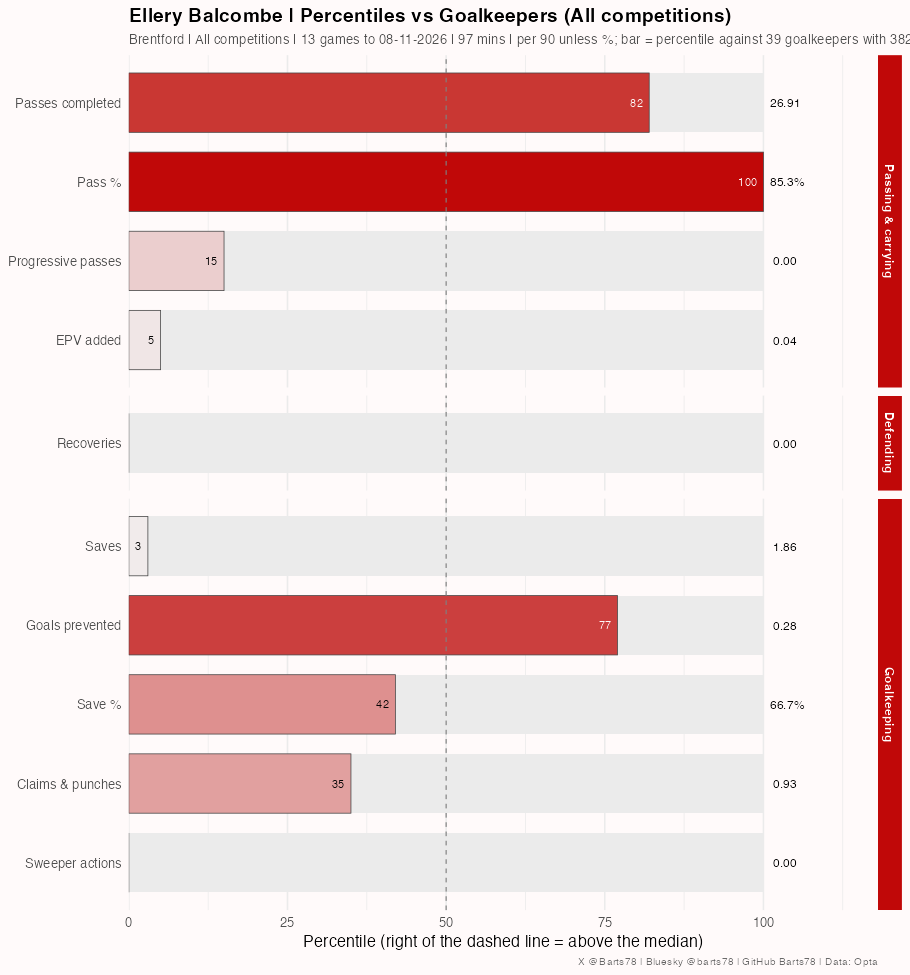 Ellery Balcombe | Percentiles vs Goalkeepers (All competitions)
Brentford | All competitions | 13 games to 08-11-2026 | 97 mins | per 90 unless %; bar = percentile against 39 goalkeepers with 382
Passes completed 82 26.91
Pass % 100 85.3%
Progressive passes 15 0.00
EPV added 5 0.04
Passing & carrying
Recoveries 0.00
Defending
Saves 3 1.86
Goals prevented 77 0.28
Save % 42 66.7%
Claims & punches 35 0.93
Sweeper actions 0.00
Goalkeeping
0 25 50 75 100
Percentile (right of the dashed line = above the median)
X @Barts78 | Bluesky @barts78 | GitHub Barts78 | Data: Opta